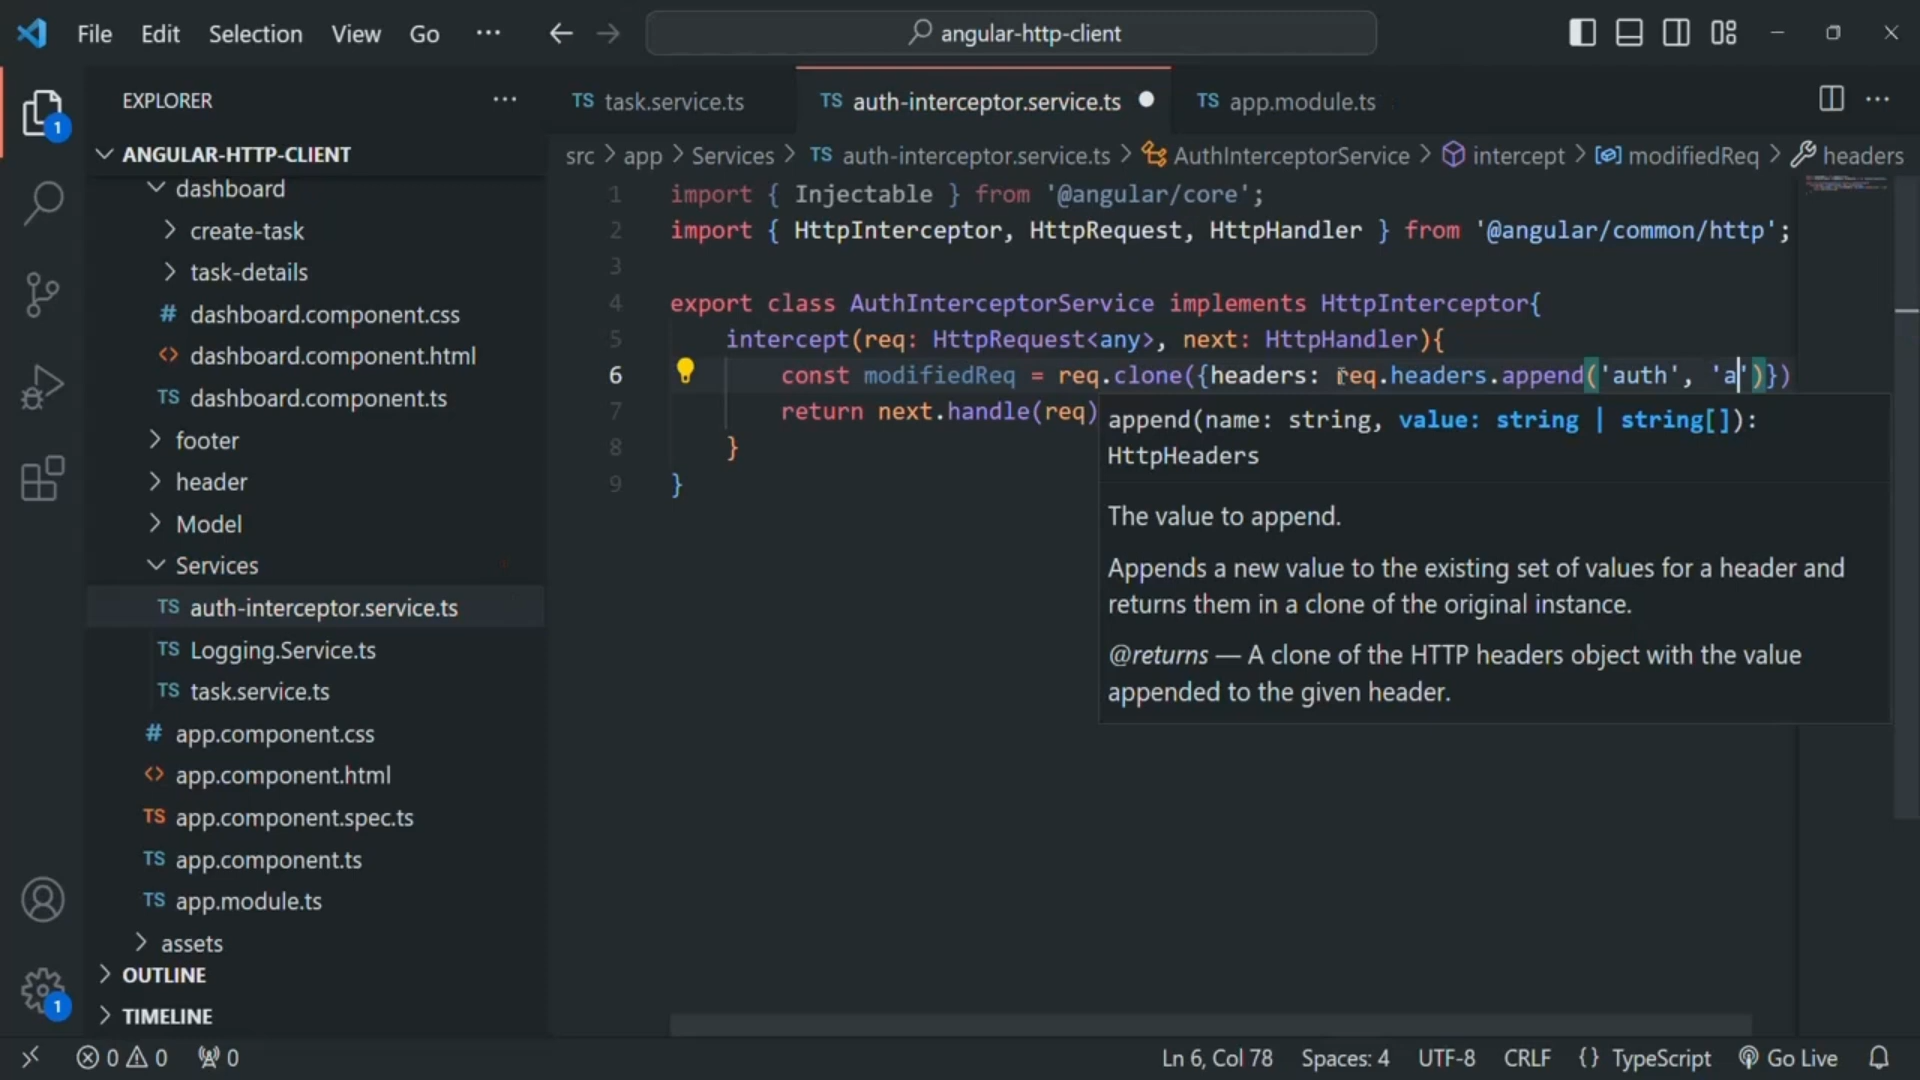 File Edit Selection View Go ··· angular-http-client
EXPLORER ···
1
ANGULAR-HTTP-CLIENT
dashboard
create-task
task-details
# dashboard.component.css
<> dashboard.component.html
TS dashboard.component.ts
footer
header
Model
Services
TS auth-interceptor.service.ts
TS Logging.Service.ts
TS task.service.ts
# app.component.css
<> app.component.html
TS app.component.spec.ts
TS app.component.ts
TS app.module.ts
assets
OUTLINE
1
TIMELINE
TS task.service.ts TS auth-interceptor.service.ts TS app.module.ts ···
src > app > Services > TS auth-interceptor.service.ts > AuthInterceptorService > intercept > modifiedReq > headers
1 import { Injectable } from '@angular/core';
2 import { HttpInterceptor, HttpRequest, HttpHandler } from '@angular/common/http';
3
4 export class AuthInterceptorService implements HttpInterceptor{
5 intercept(req: HttpRequest<any>, next: HttpHandler){
6 const modifiedReq = req.clone({headers: req.headers.append('auth', 'a')})
7 return next.handle(req)
8 }
9 }
append(name: string, value: string | string[]):
HttpHeaders
The value to append.
Appends a new value to the existing set of values for a header and
returns them in a clone of the original instance.
@returns — A clone of the HTTP headers object with the value
appended to the given header.
0 0 0 Ln 6, Col 78 Spaces: 4 UTF-8 CRLF {} TypeScript Go Live